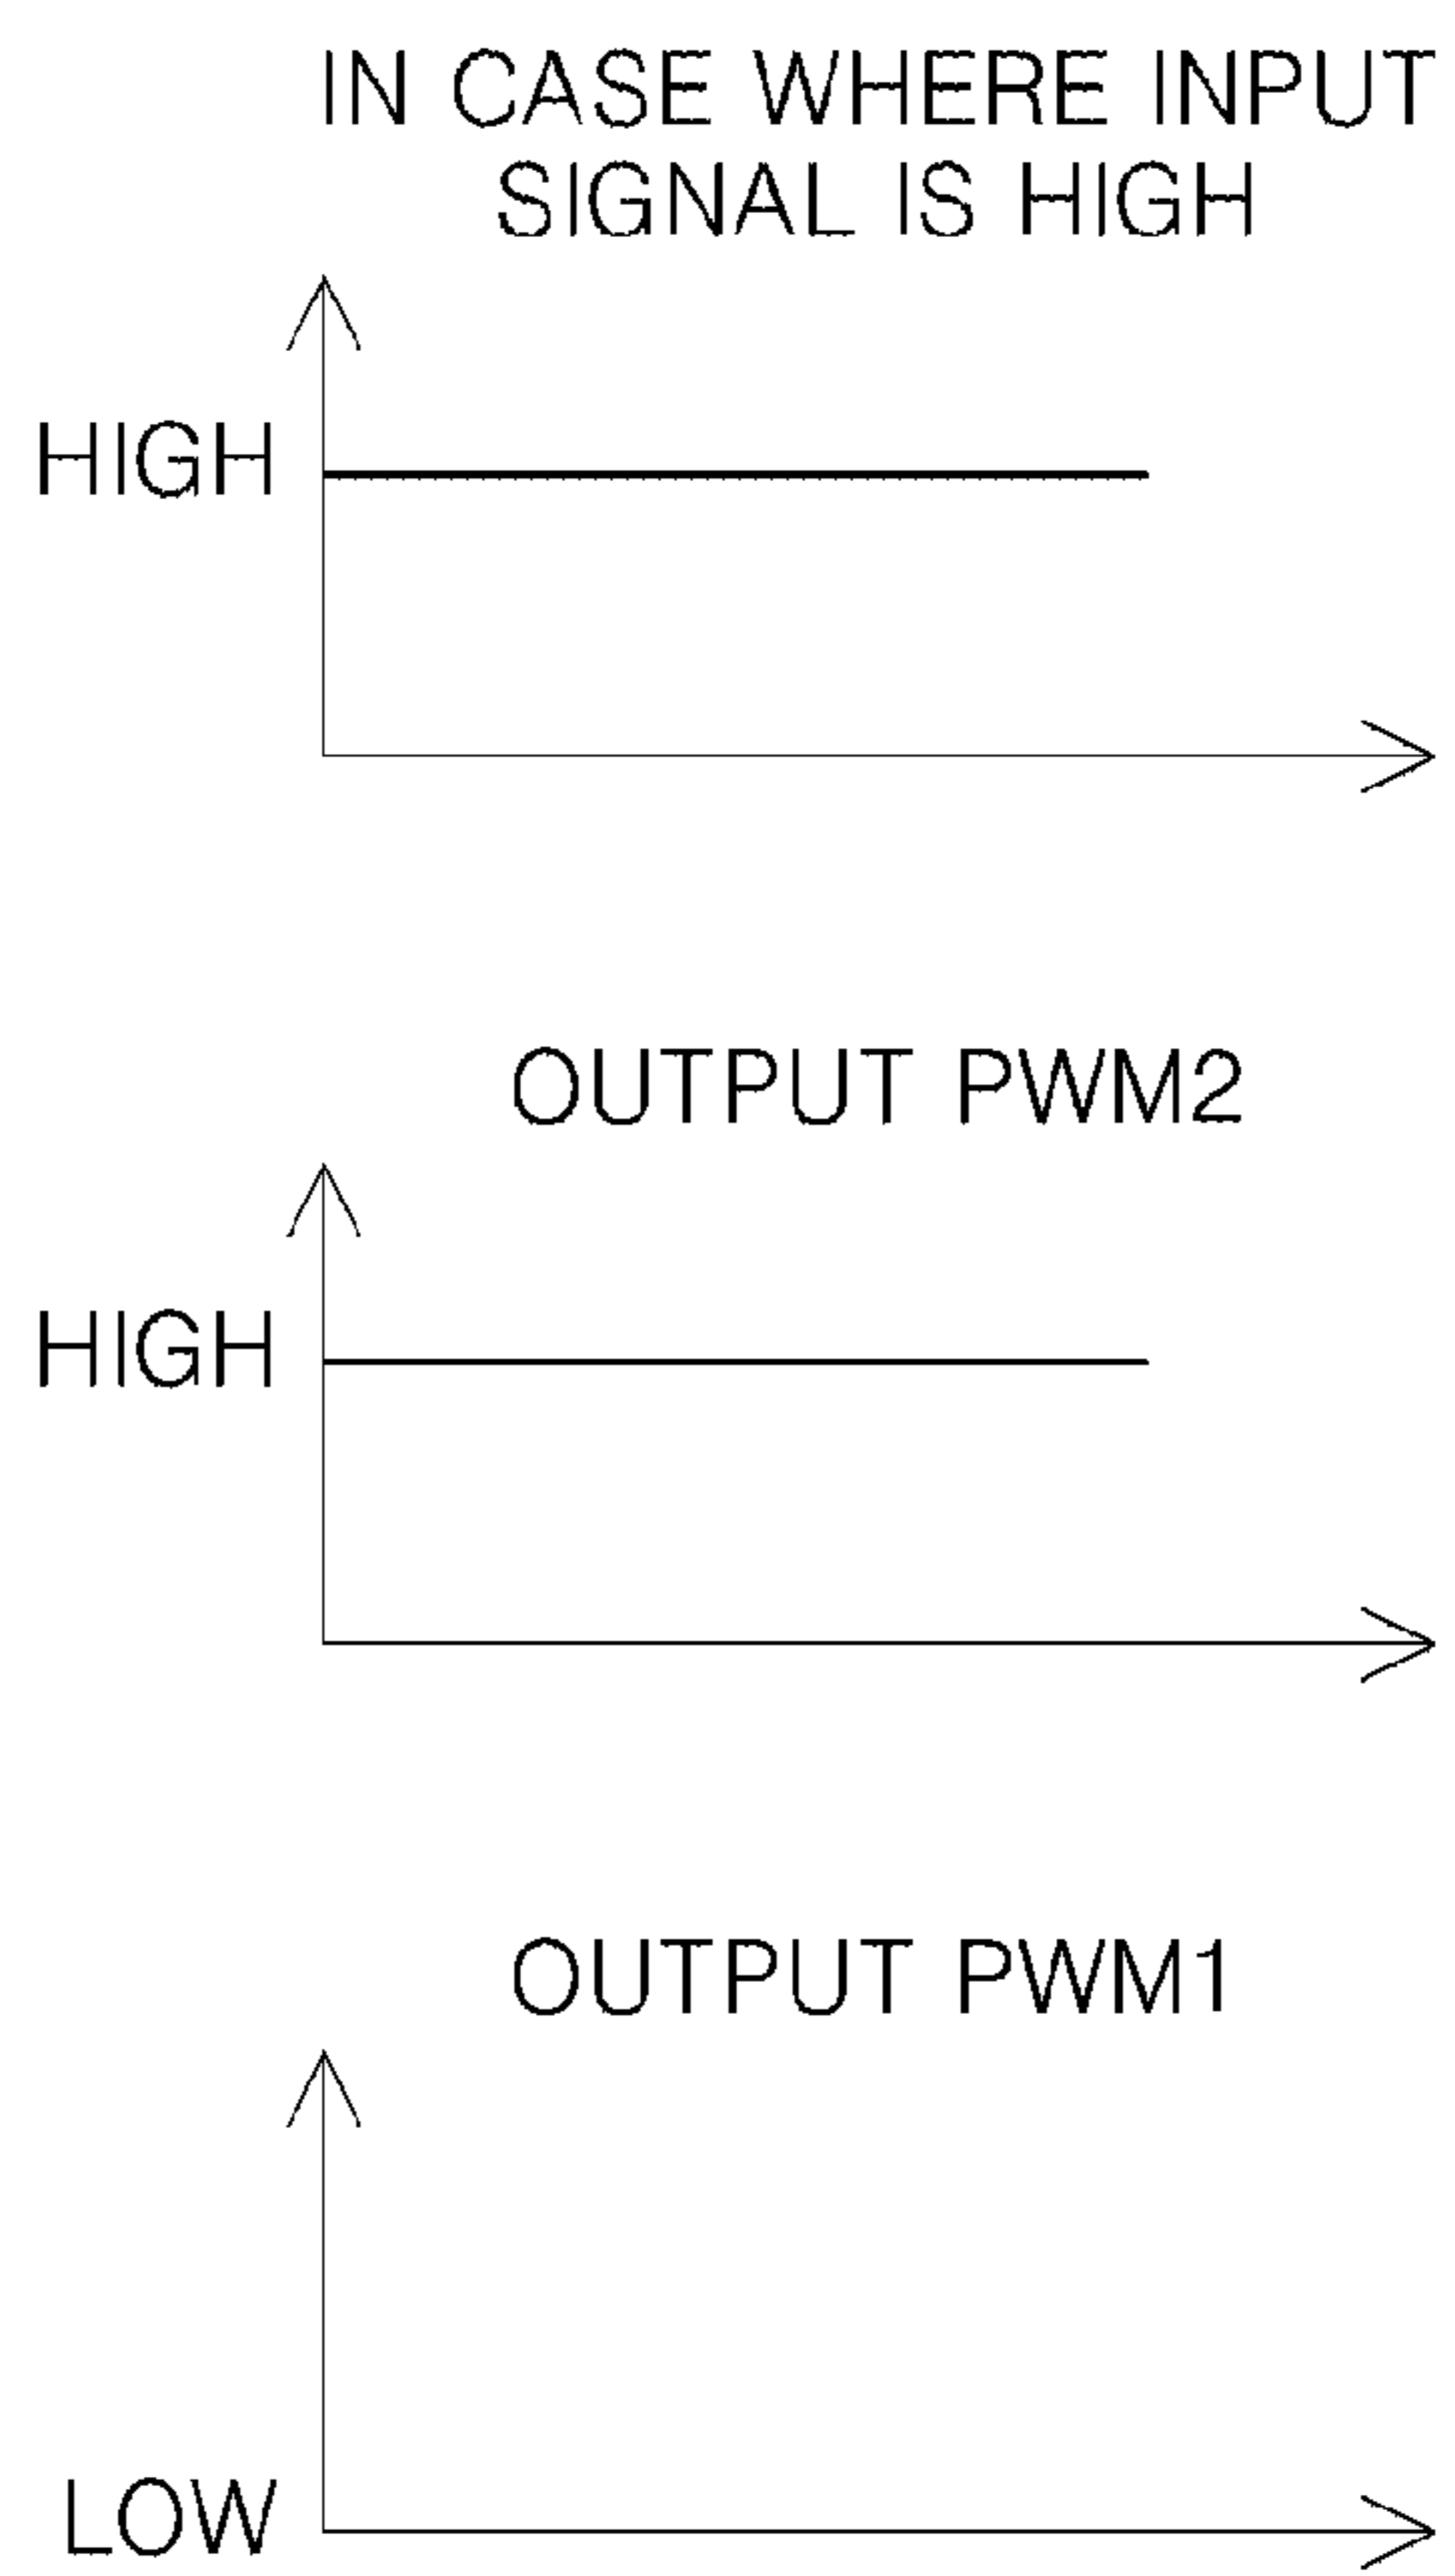 IN CASE WHERE INPUT
SIGNAL IS HIGH
HIGH
OUTPUT PWM2
HIGH
OUTPUT PWM1
LOW